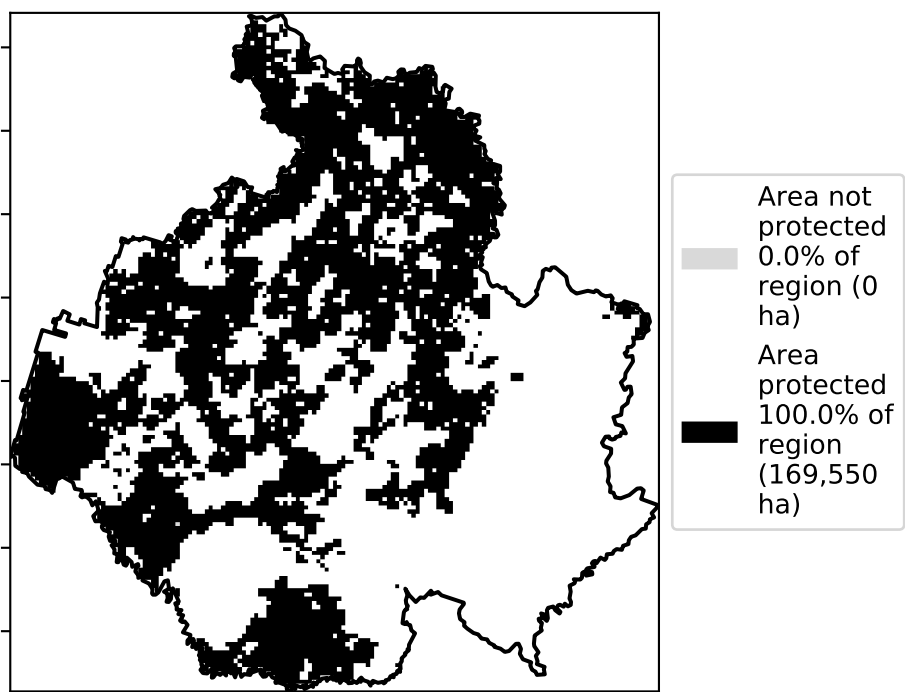 Area not
protected
0.0% of
region (0
ha)
Area
protected
100.0% of
region
(169,550
ha)